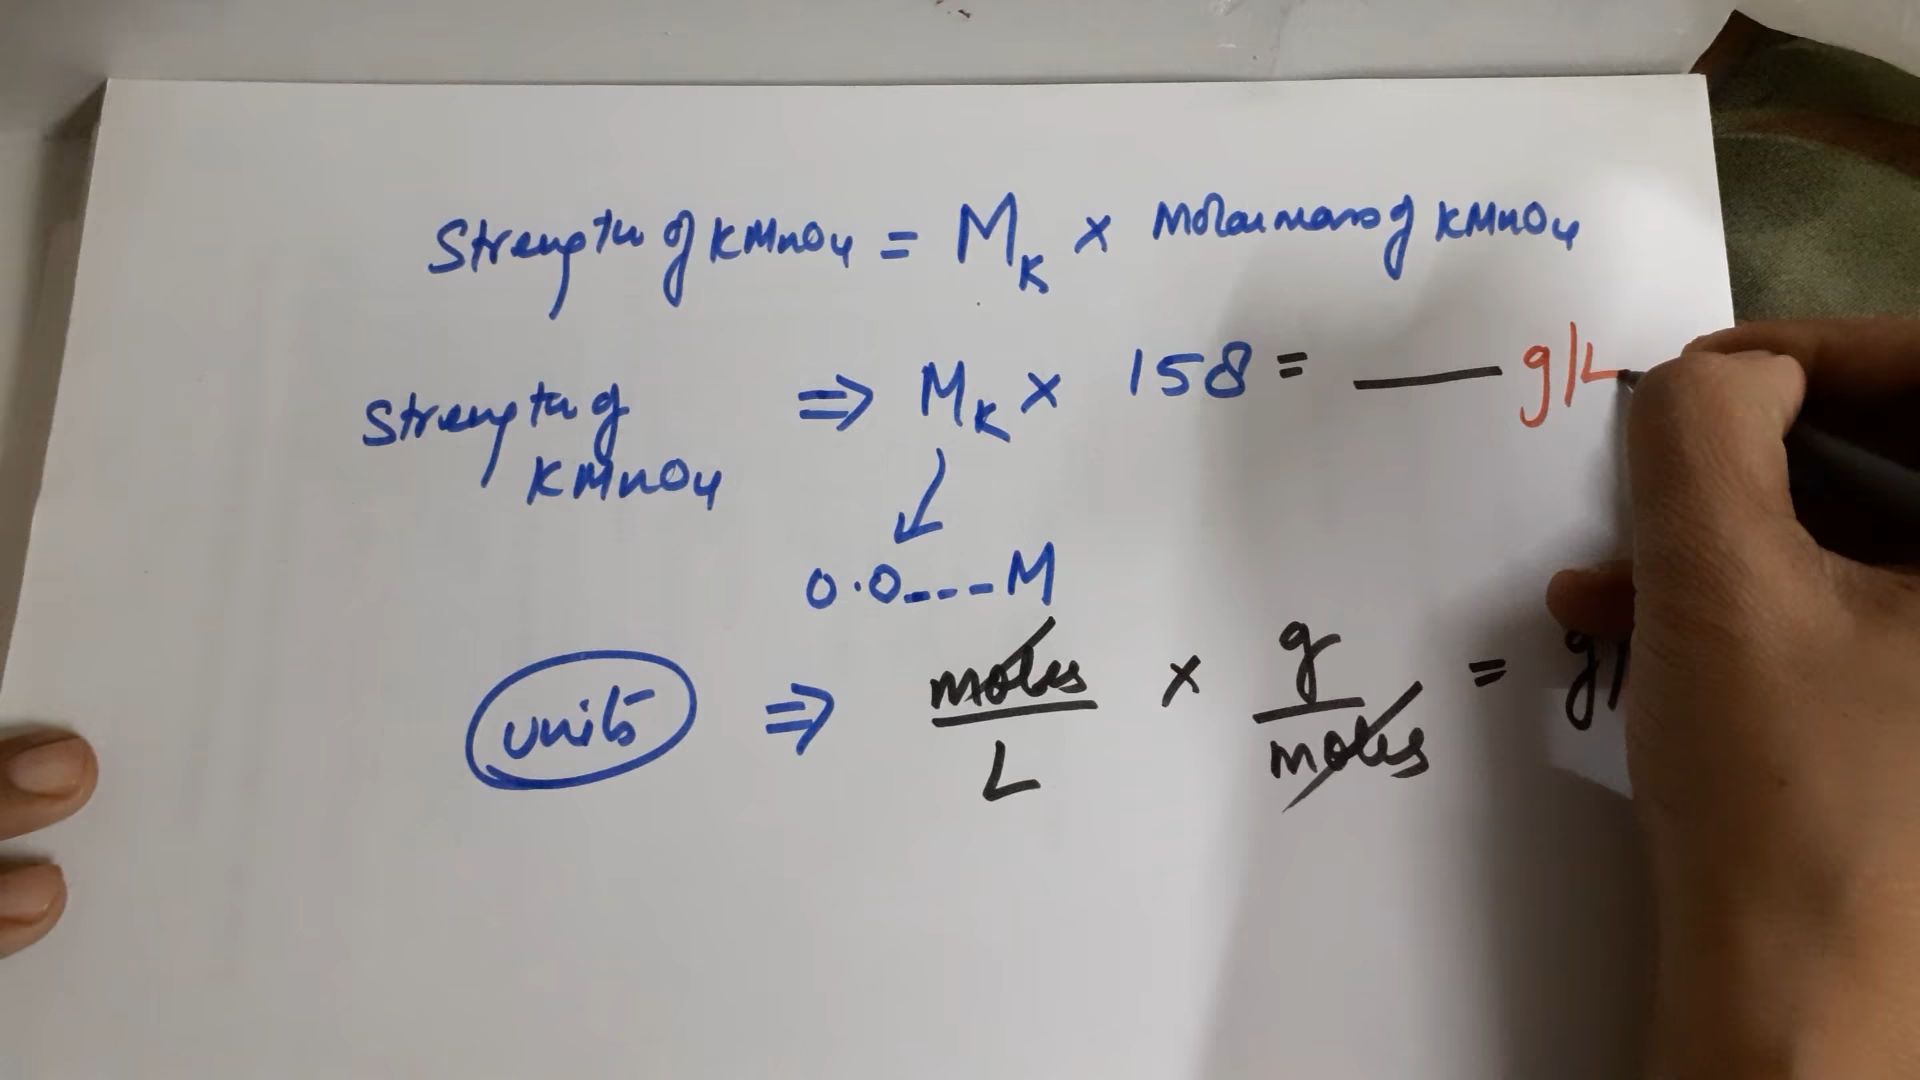 Strength of KMnO4 = MK × Molar mass of KMnO4
Strength of KMnO4 ⇒ MK × 158 = ___ g/L
0.0---M
units ⇒ moles/L × g/moles = g/